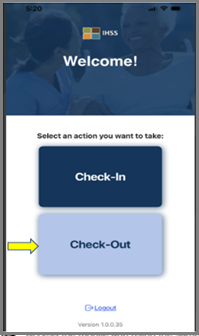 5:20
IHSS
Welcome!
Select an action you want to take:
Check-In
Check-Out
Logout
Version 1.0.0.35